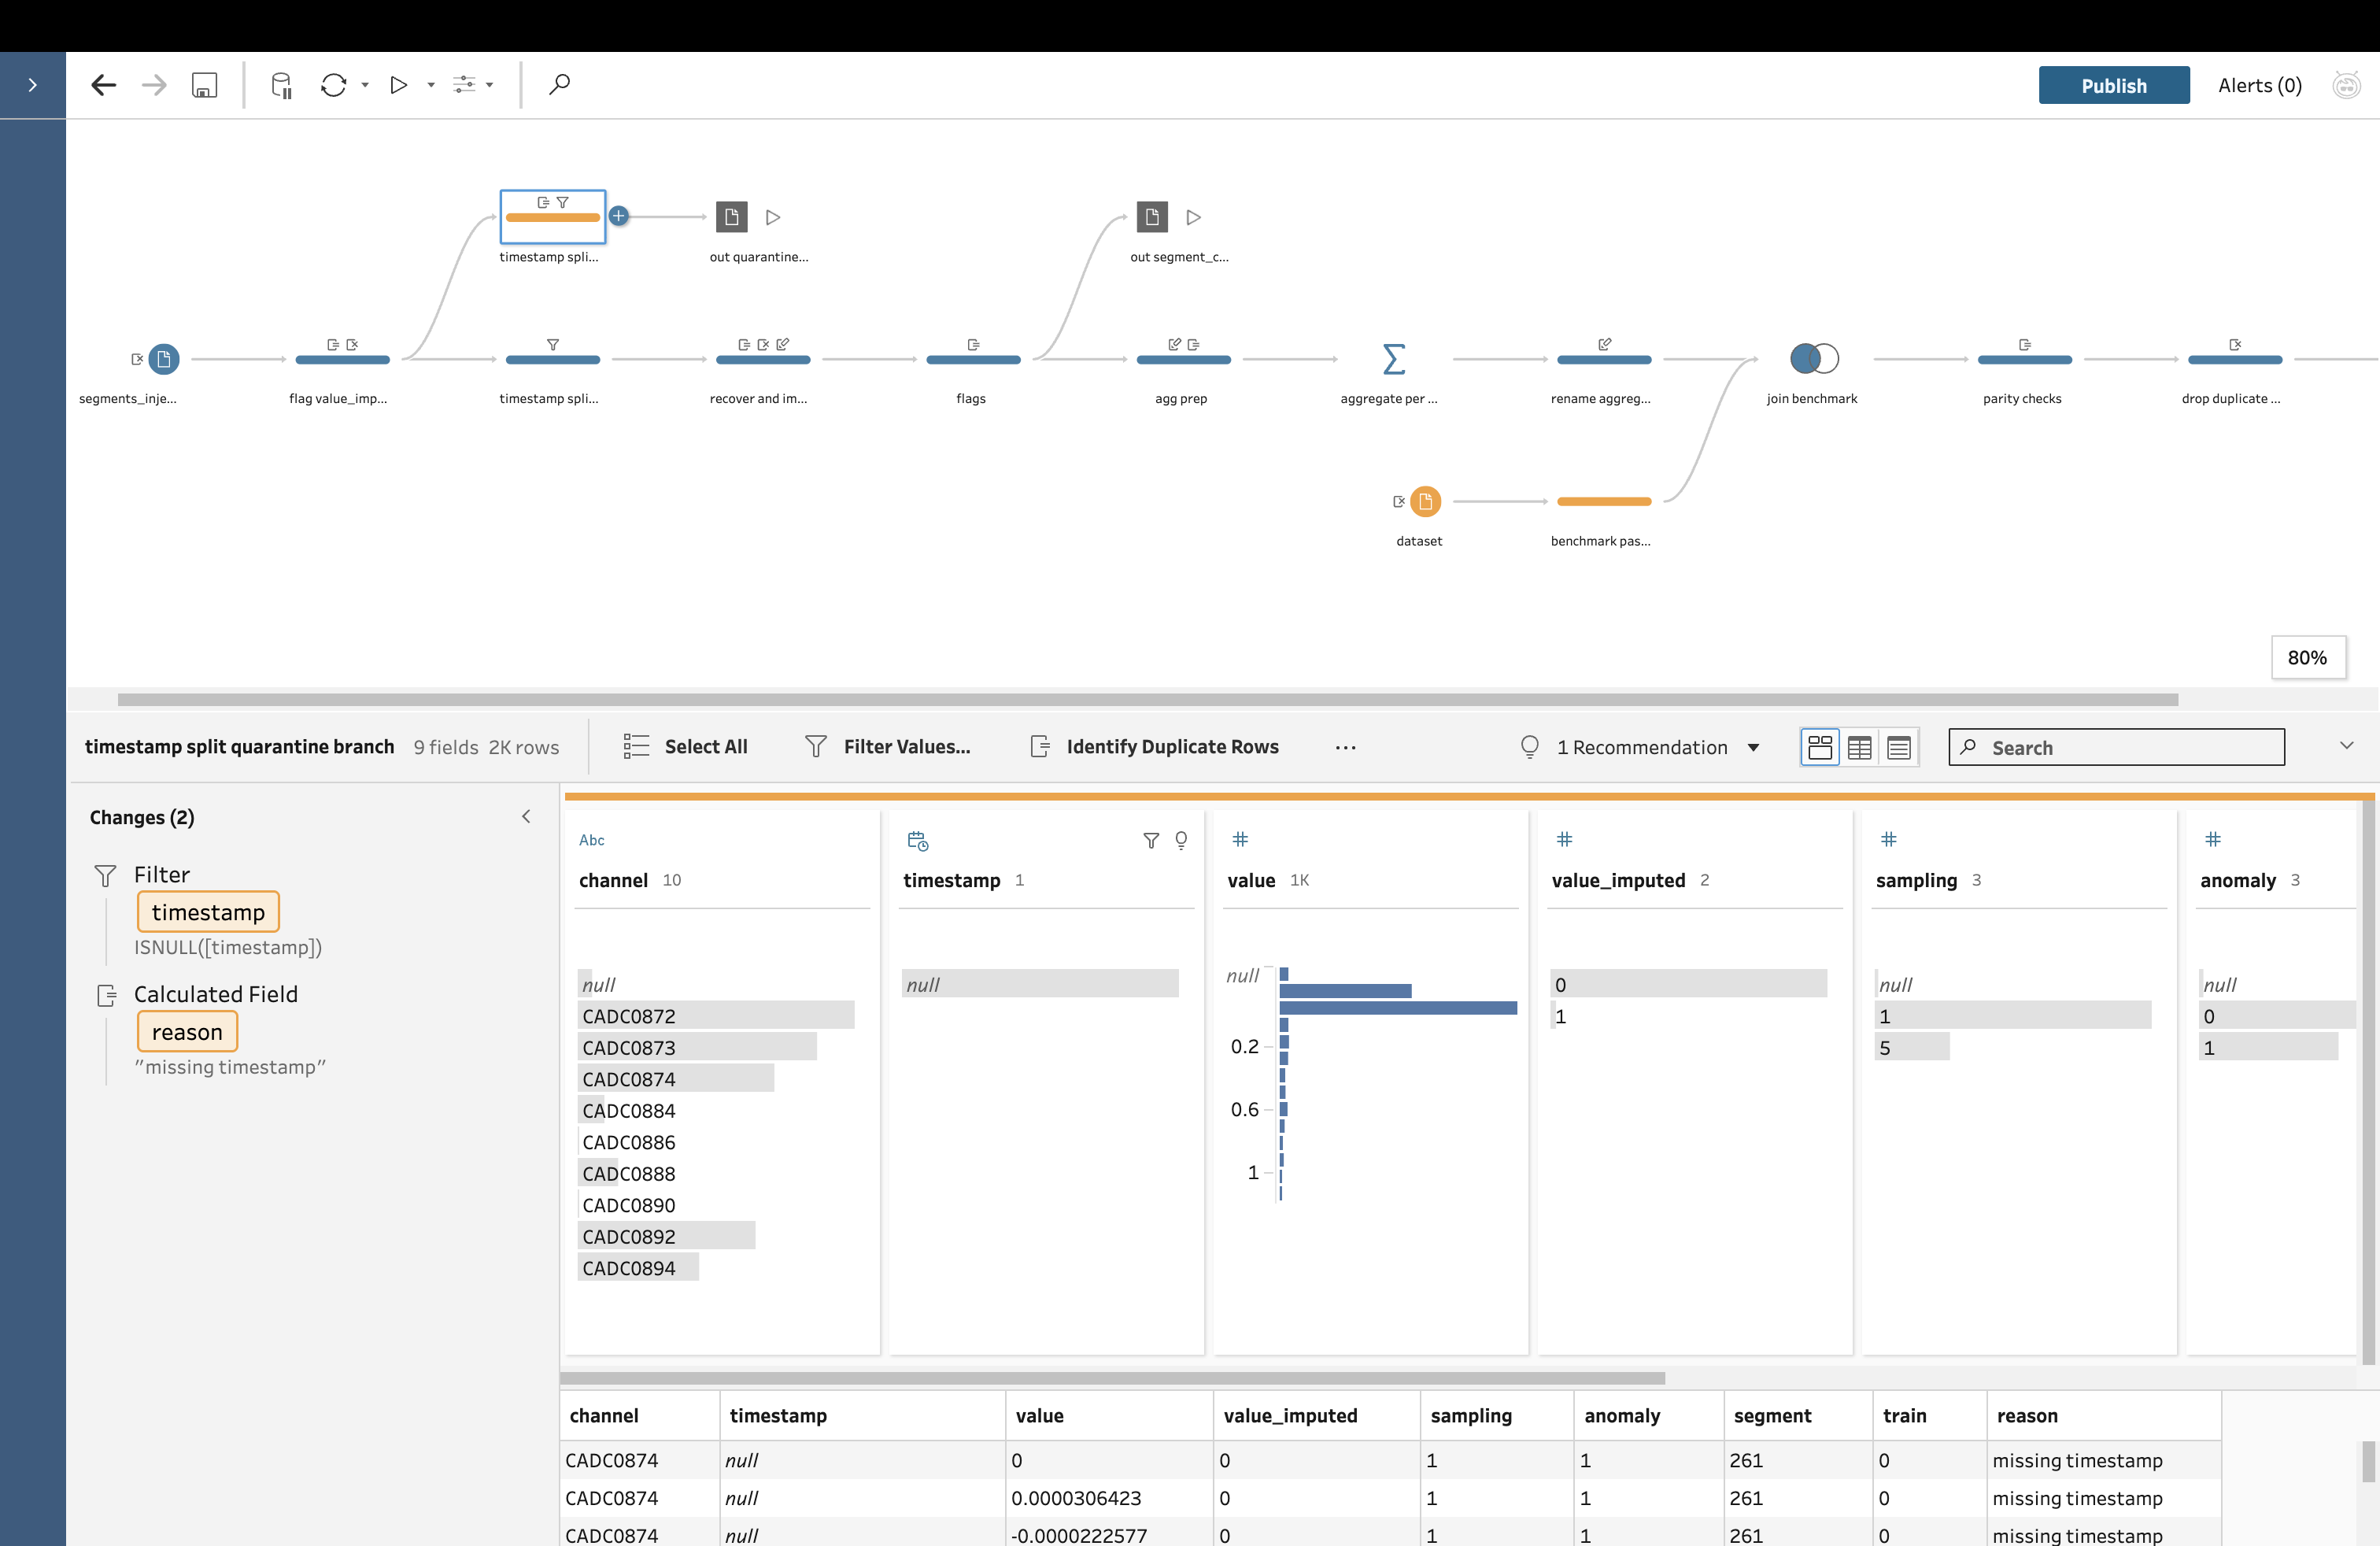 Publish
Alerts (0)
timestamp spli...
out quarantine...
out segment_c...
segments_inje...
flag value_imp...
timestamp spli...
recover and im...
flags
agg prep
aggregate per ...
rename aggreg...
join benchmark
parity checks
drop duplicate ...
dataset
benchmark pas...
80%
timestamp split quarantine branch 9 fields 2K rows Select All Filter Values... Identify Duplicate Rows ... 1 Recommendation Search
Changes (2)
Filter
timestamp
ISNULL([timestamp])
Calculated Field
reason
"missing timestamp"
Abc
channel 10
null
CADC0872
CADC0873
CADC0874
CADC0884
CADC0886
CADC0888
CADC0890
CADC0892
CADC0894
timestamp 1
null
#
value 1K
null
0.2
0.6
1
#
value_imputed 2
0
1
#
sampling 3
null
1
5
#
anomaly 3
null
0
1
channel timestamp value value_imputed sampling anomaly segment train reason
CADC0874 null 0 0 1 1 261 0 missing timestamp
CADC0874 null 0.0000306423 0 1 1 261 0 missing timestamp
CADC0874 null -0.0000222577 0 1 1 261 0 missing timestamp